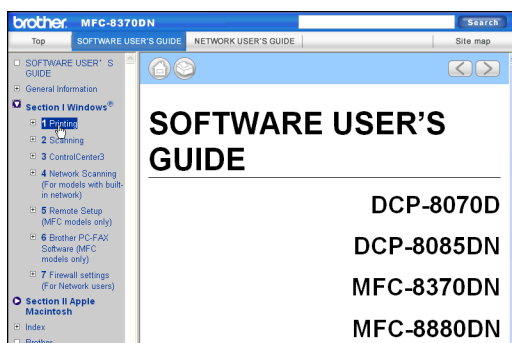 brother. MFC-8370DN
Search
Top SOFTWARE USER'S GUIDE NETWORK USER'S GUIDE Site map
SOFTWARE USER' S
GUIDE
General Information
Section I Windows®
1 Printing
2 Scanning
3 ControlCenter3
4 Network Scanning
(For models with built-
in network)
5 Remote Setup
(MFC models only)
6 Brother PC-FAX
Software (MFC
models only)
7 Firewall settings
(For Network users)
Section II Apple
Macintosh
Index
Brother
SOFTWARE USER’S
GUIDE
DCP-8070D
DCP-8085DN
MFC-8370DN
MFC-8880DN